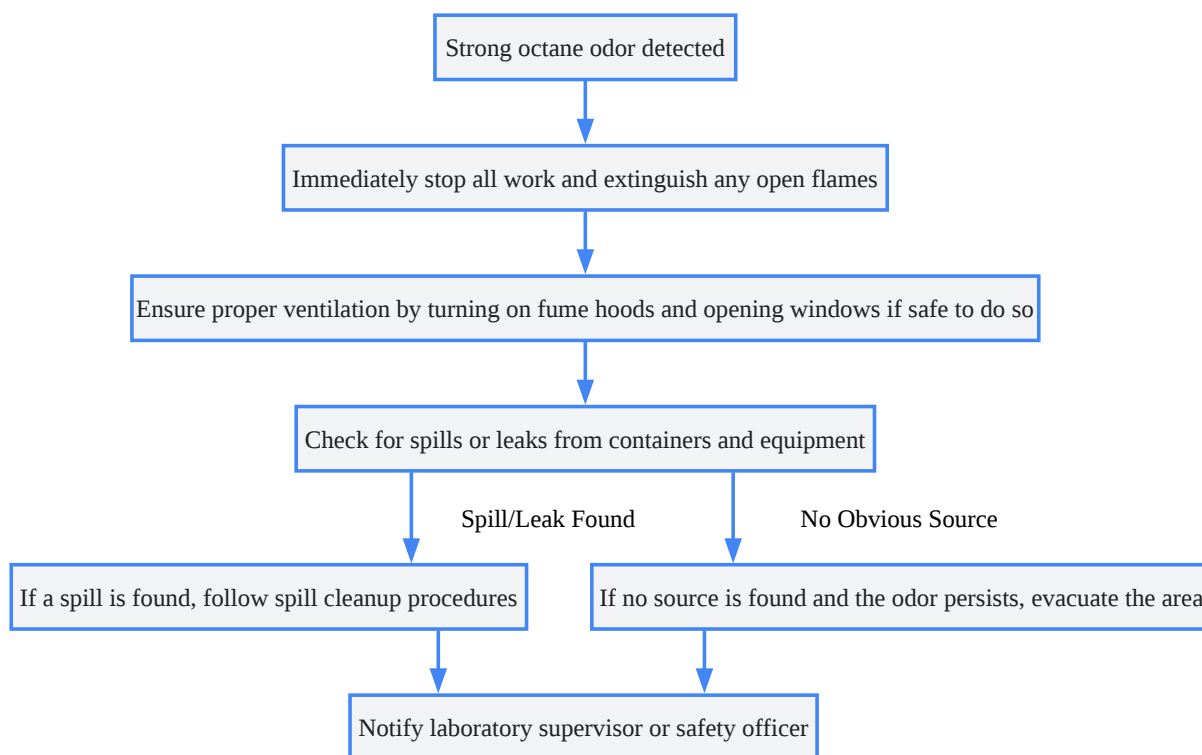 Strong octane odor detected
Immediately stop all work and extinguish any open flames
Ensure proper ventilation by turning on fume hoods and opening windows if safe to do so
Check for spills or leaks from containers and equipment
Spill/Leak Found
No Obvious Source
If a spill is found, follow spill cleanup procedures
If no source is found and the odor persists, evacuate the area
Notify laboratory supervisor or safety officer